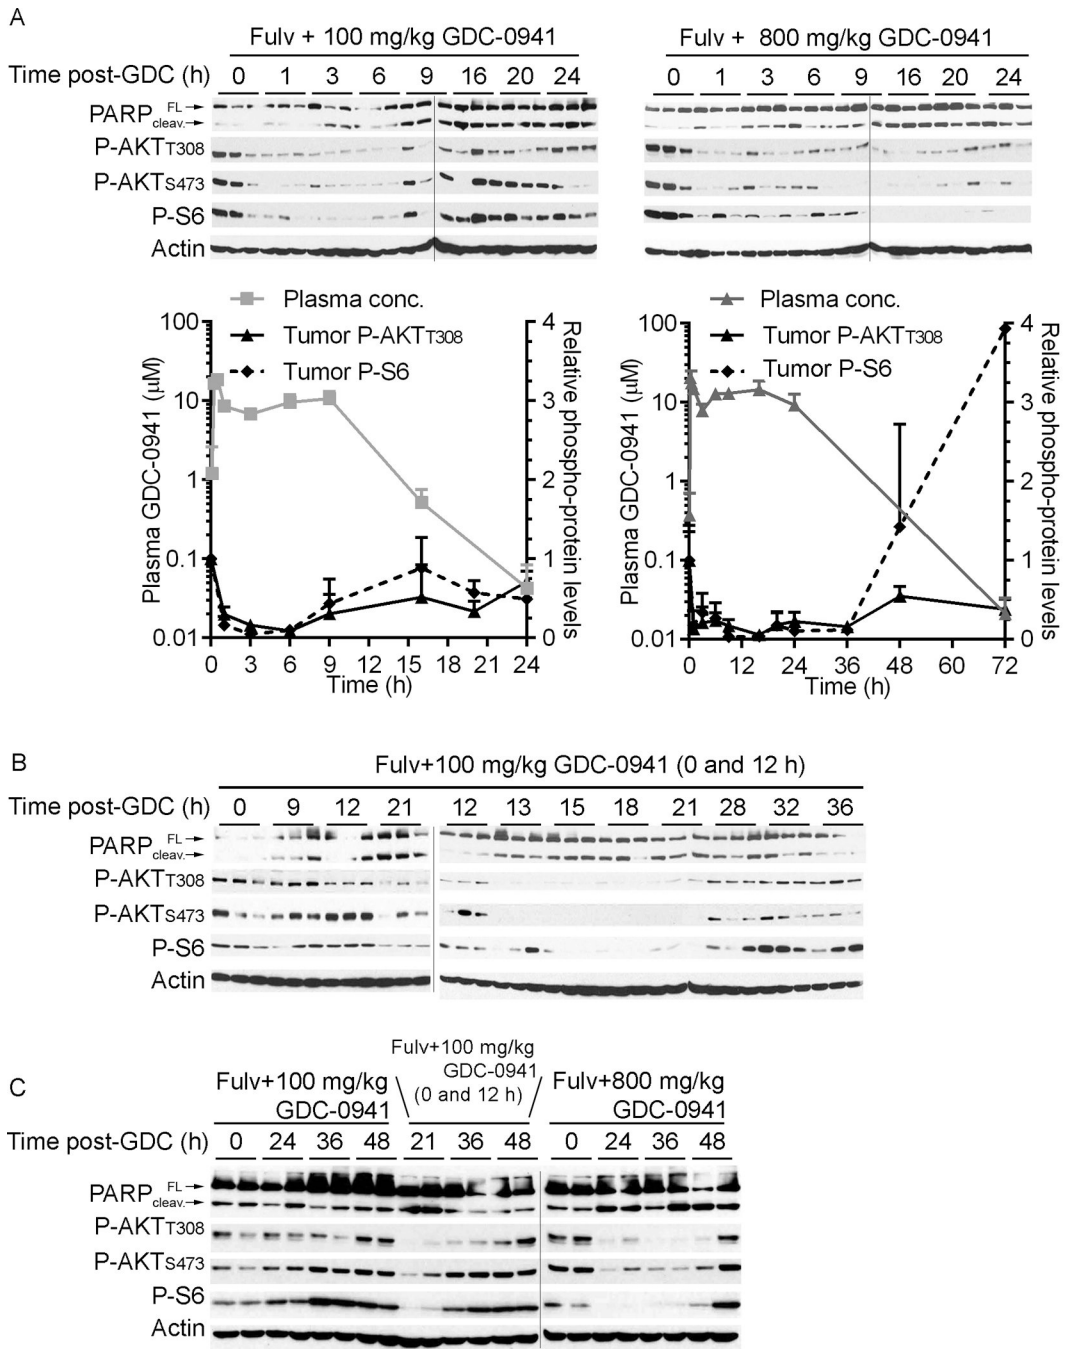 A
Fulv + 100 mg/kg GDC-0941
Fulv + 800 mg/kg GDC-0941
Time post-GDC (h) 0 1 3 6 9 16 20 24
0 1 3 6 9 16 20 24
PARP FL
cleav.
P-AKT T308
P-AKT S473
P-S6
Actin
Plasma conc.
Tumor P-AKT T308
Tumor P-S6
Plasma conc.
Tumor P-AKT T308
Tumor P-S6
Plasma GDC-0941 (µM)
100
10
1
0.1
0.01
4
3
2
1
0
Relative phospho-protein levels
0 3 6 9 12 15 18 21 24
Time (h)
Plasma GDC-0941 (µM)
100
10
1
0.1
0.01
4
3
2
1
0
Relative phospho-protein levels
0 12 24 36 48 60 72
Time (h)
B
Fulv+100 mg/kg GDC-0941 (0 and 12 h)
Time post-GDC (h) 0 9 12 21 12 13 15 18 21 28 32 36
PARP FL
cleav.
P-AKT T308
P-AKT S473
P-S6
Actin
C
Fulv+100 mg/kg
GDC-0941
Fulv+100 mg/kg
GDC-0941
(0 and 12 h)
Fulv+800 mg/kg
GDC-0941
Time post-GDC (h) 0 24 36 48 21 36 48 0 24 36 48
PARP FL
cleav.
P-AKT T308
P-AKT S473
P-S6
Actin